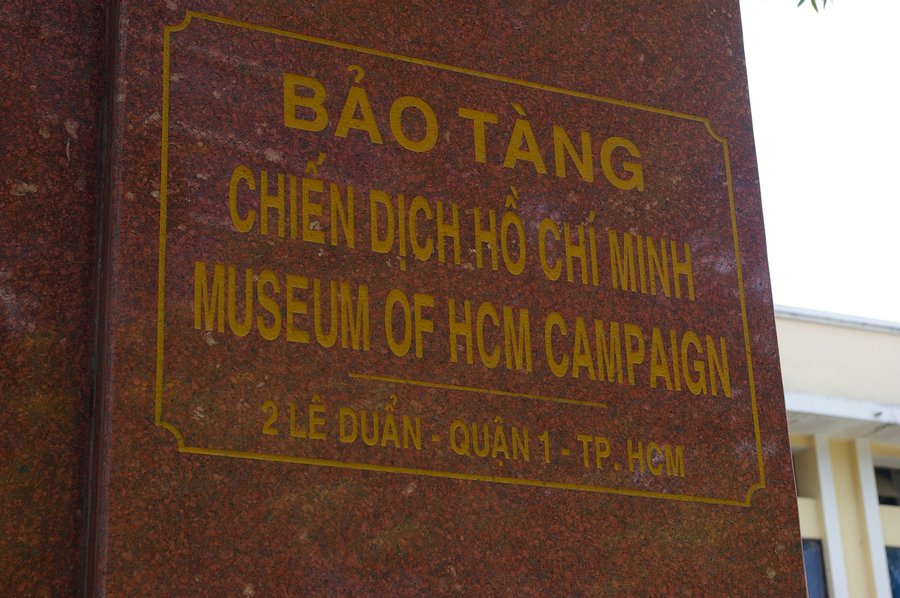 BẢO TÀNG
CHIẾN DỊCH HỒ CHÍ MINH
MUSEUM OF HCM CAMPAIGN
2 LÊ DUẨN - QUẬN 1 - TP. HCM